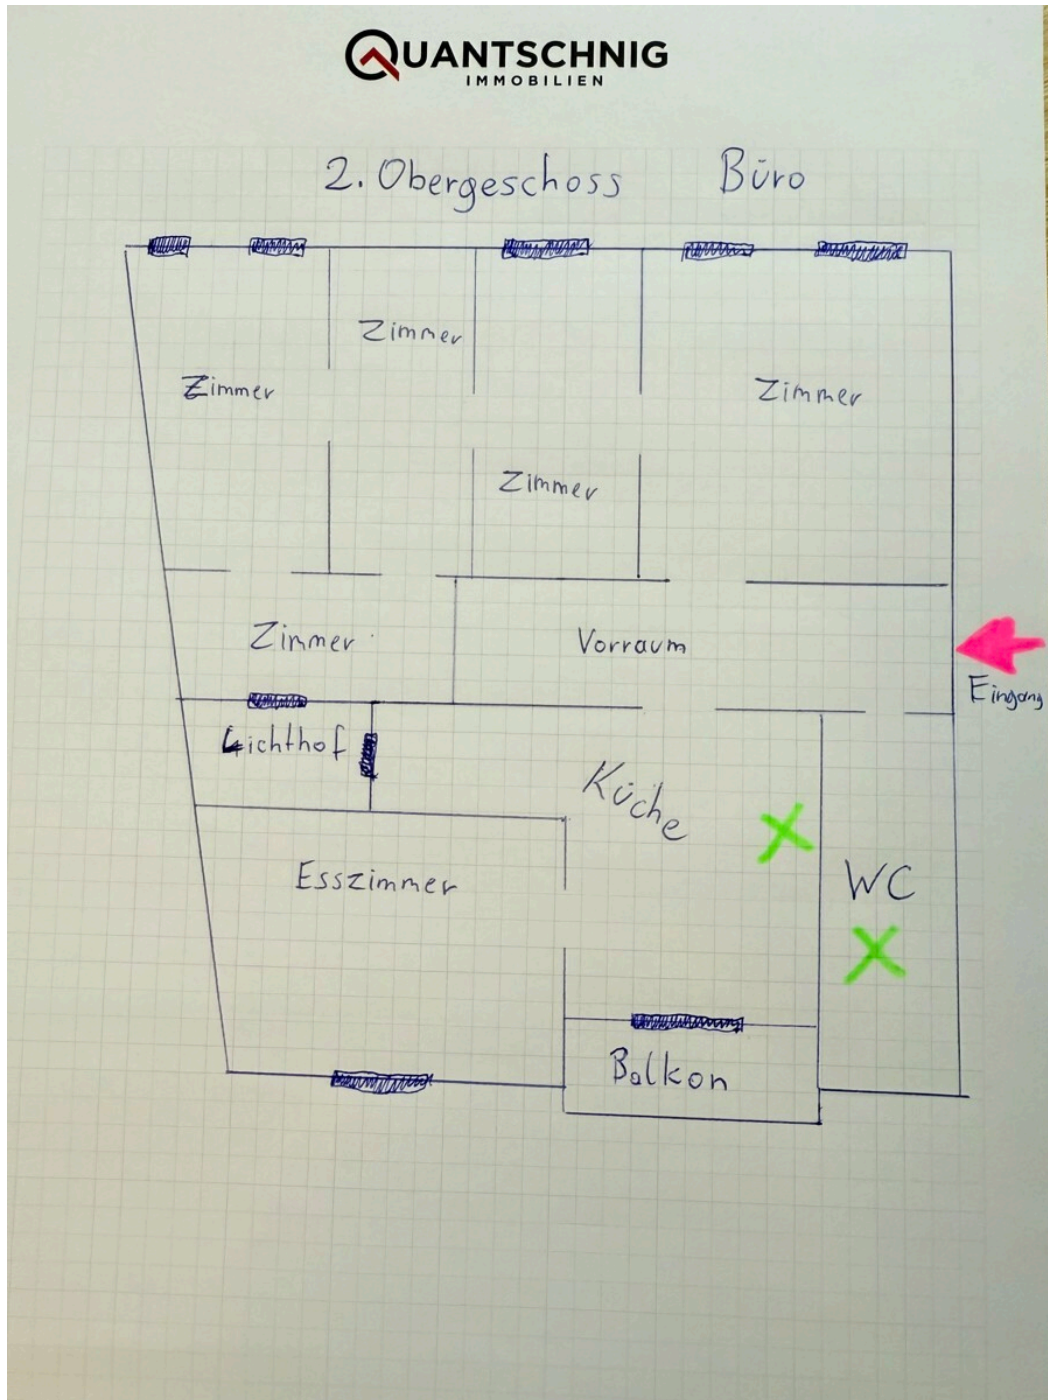 QUANTSCHNIG
IMMOBILIEN
2. Obergeschoss Büro
Zimmer
Zimmer
Zimmer
Zimmer
Zimmer
Vorraum
Eingang
Lichthof
Küche
Esszimmer
WC
Balkon